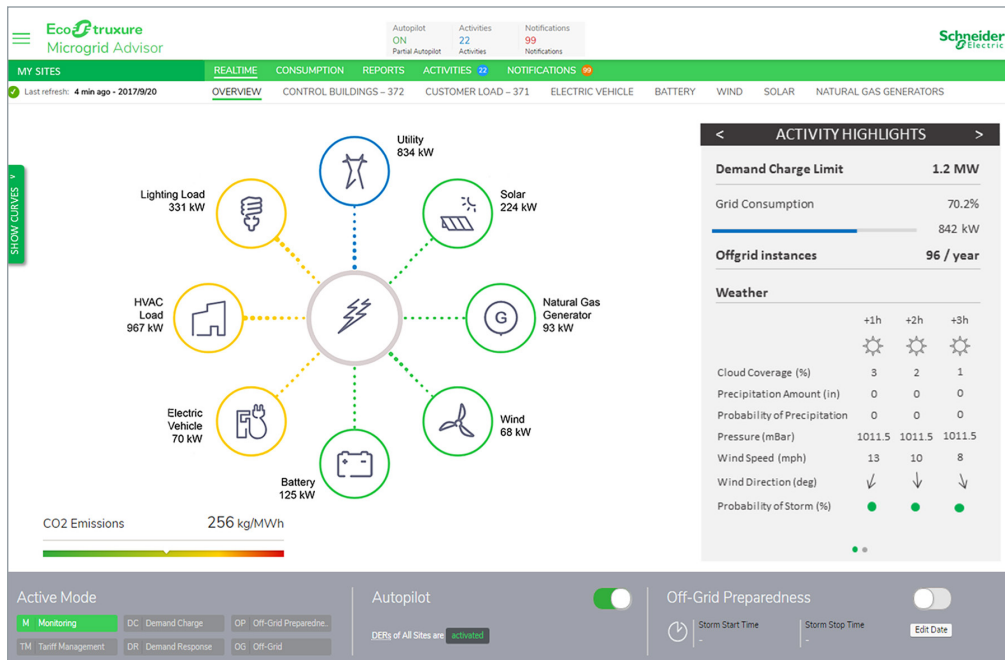 EcoStruxure
Microgrid Advisor
Autopilot
ON
Partial Autopilot
Activities
22
Activities
Notifications
99
Notifications
Schneider
Electric
MY SITES
REALTIME CONSUMPTION REPORTS ACTIVITIES 22 NOTIFICATIONS 99
Last refresh: 4 min ago - 2017/9/20
OVERVIEW CONTROL BUILDINGS – 372 CUSTOMER LOAD – 371 ELECTRIC VEHICLE BATTERY WIND SOLAR NATURAL GAS GENERATORS
SHOW CURVES >
Utility
834 kW
Lighting Load
331 kW
Solar
224 kW
HVAC
Load
967 kW
G
Natural Gas
Generator
93 kW
Electric
Vehicle
70 kW
Wind
68 kW
Battery
125 kW
CO2 Emissions 256 kg/MWh
< ACTIVITY HIGHLIGHTS >
Demand Charge Limit 1.2 MW
Grid Consumption 70.2%
842 kW
Offgrid instances 96 / year
Weather
+1h +2h +3h
Cloud Coverage (%) 3 2 1
Precipitation Amount (in) 0 0 0
Probability of Precipitation 0 0 0
Pressure (mBar) 1011.5 1011.5 1011.5
Wind Speed (mph) 13 10 8
Wind Direction (deg)
Probability of Storm (%)
Active Mode
M Monitoring DC Demand Charge OP Off-Grid Preparedne..
TM Tariff Management DR Demand Response OG Off-Grid
Autopilot
DERs of All Sites are activated
Off-Grid Preparedness
Storm Start Time
-
Storm Stop Time
-
Edit Date